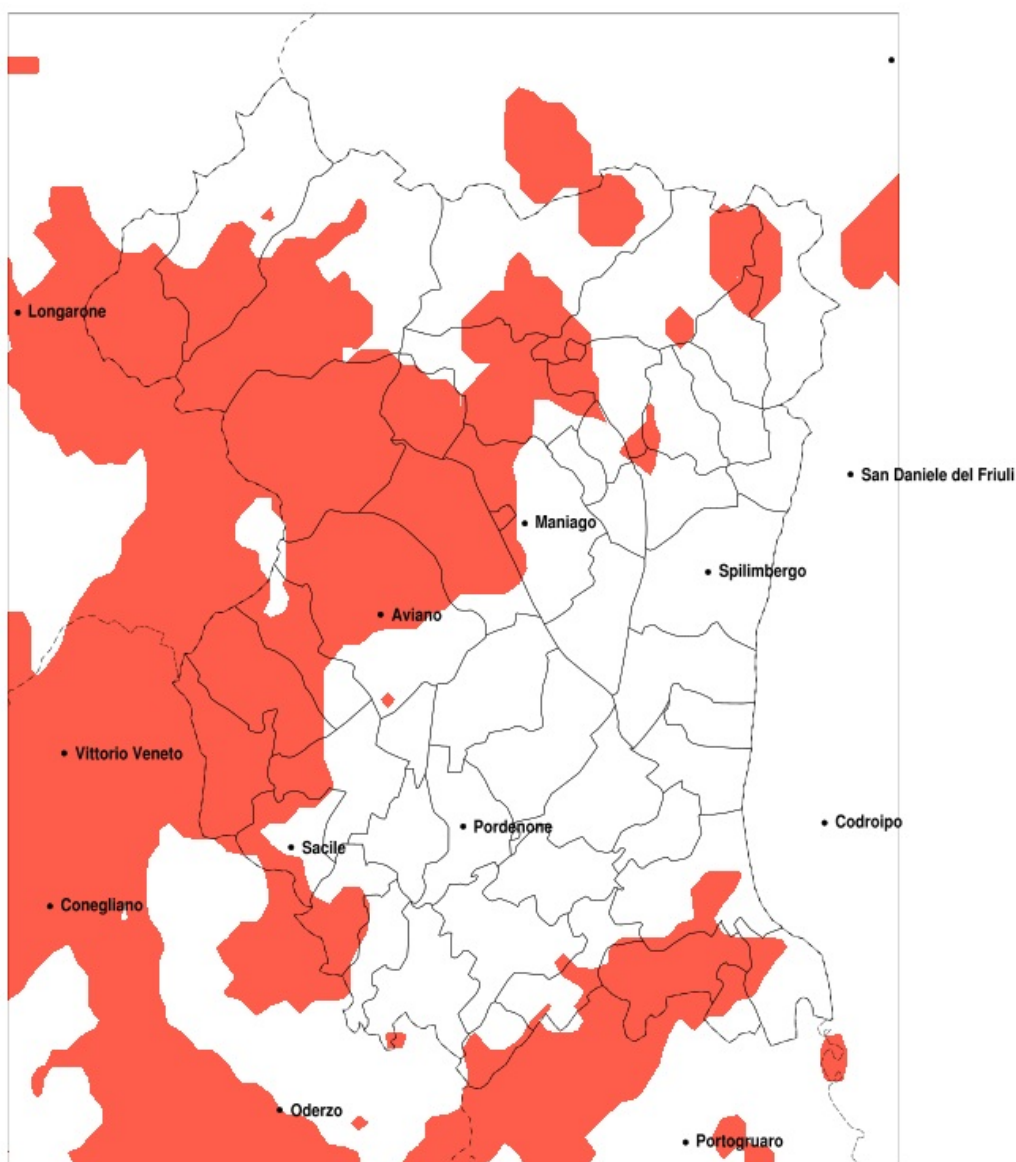 Longarone
San Daniele del Friuli
Maniago
Spilimbergo
Aviano
Vittorio Veneto
Codroipo
Pordenone
Sacile
Conegliano
Oderzo
Portogruaro